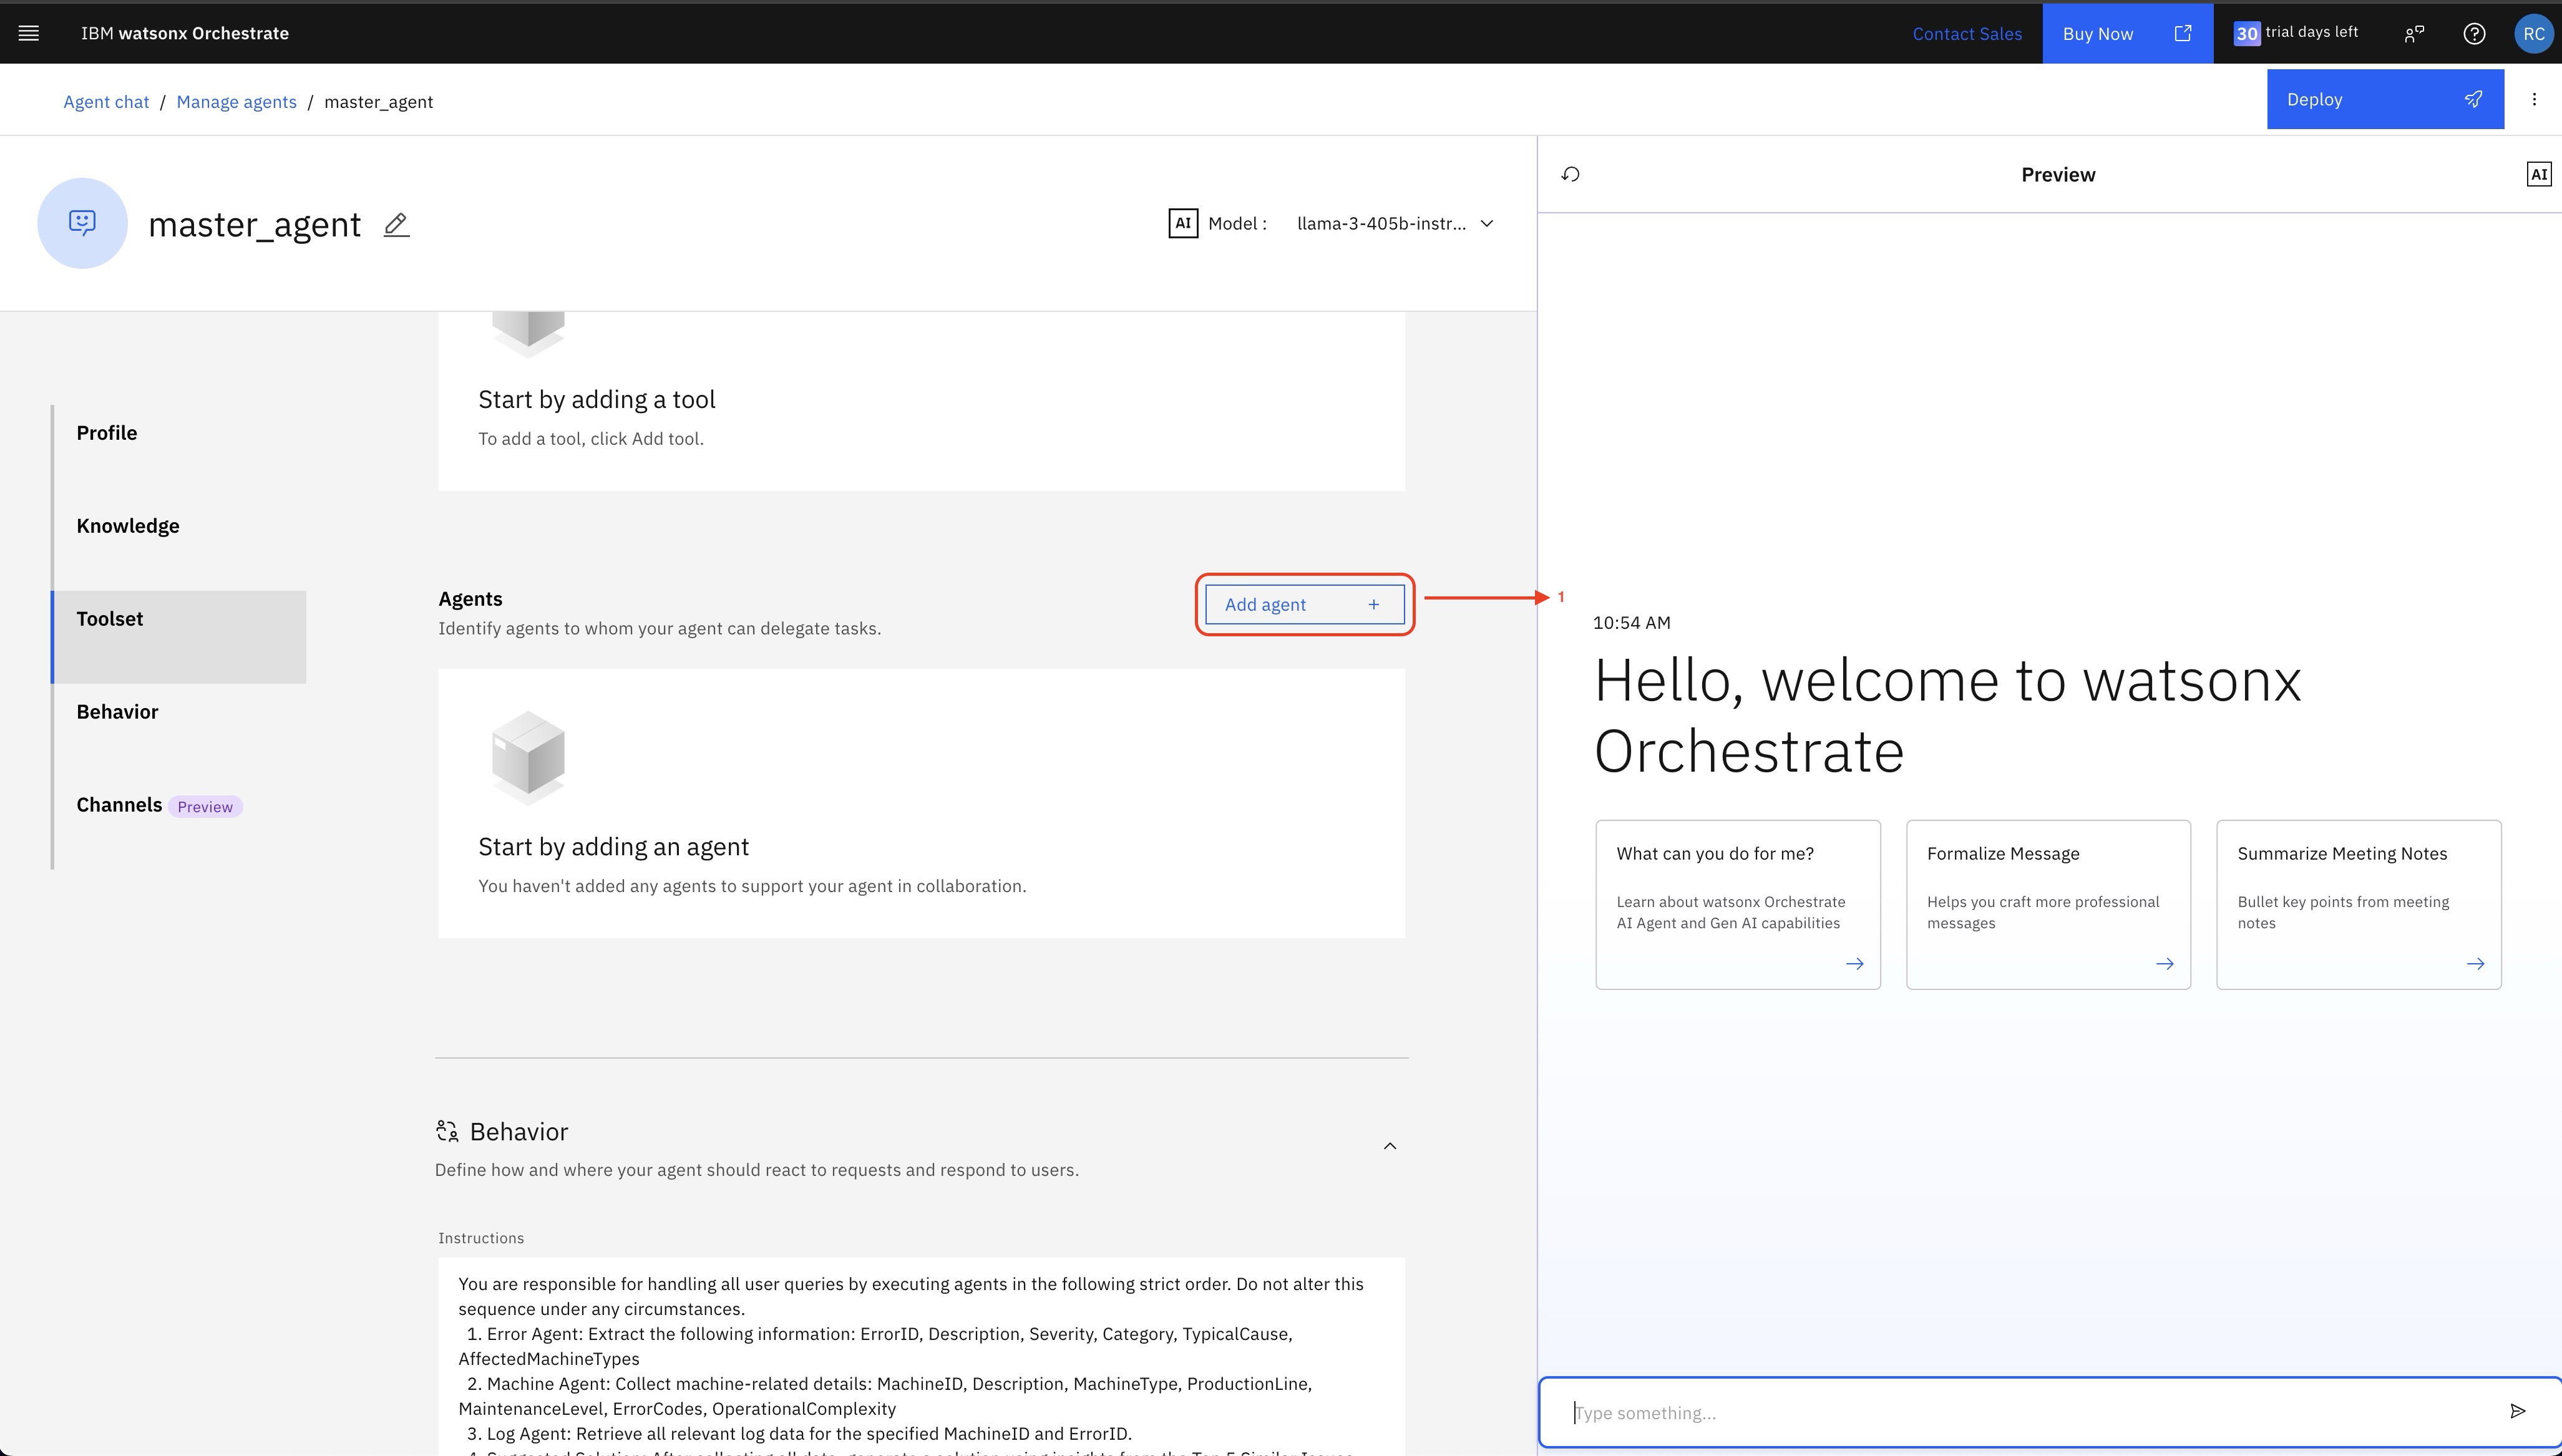 IBM watsonx Orchestrate
Contact Sales
Buy Now
30 trial days left
RC
Agent chat / Manage agents / master_agent
Deploy
master_agent
AI Model : llama-3-405b-instr...
Preview
AI
Start by adding a tool
To add a tool, click Add tool.
Profile
Knowledge
Toolset
Behavior
Channels Preview
Agents
Identify agents to whom your agent can delegate tasks.
Add agent +
1
Start by adding an agent
You haven't added any agents to support your agent in collaboration.
Behavior
Define how and where your agent should react to requests and respond to users.
Instructions
You are responsible for handling all user queries by executing agents in the following strict order. Do not alter this
sequence under any circumstances.
1. Error Agent: Extract the following information: ErrorID, Description, Severity, Category, TypicalCause,
AffectedMachineTypes
2. Machine Agent: Collect machine-related details: MachineID, Description, MachineType, ProductionLine,
MaintenanceLevel, ErrorCodes, OperationalComplexity
3. Log Agent: Retrieve all relevant log data for the specified MachineID and ErrorID.
10:54 AM
Hello, welcome to watsonx
Orchestrate
What can you do for me?
Learn about watsonx Orchestrate
AI Agent and Gen AI capabilities
Formalize Message
Helps you craft more professional
messages
Summarize Meeting Notes
Bullet key points from meeting
notes
Type something...